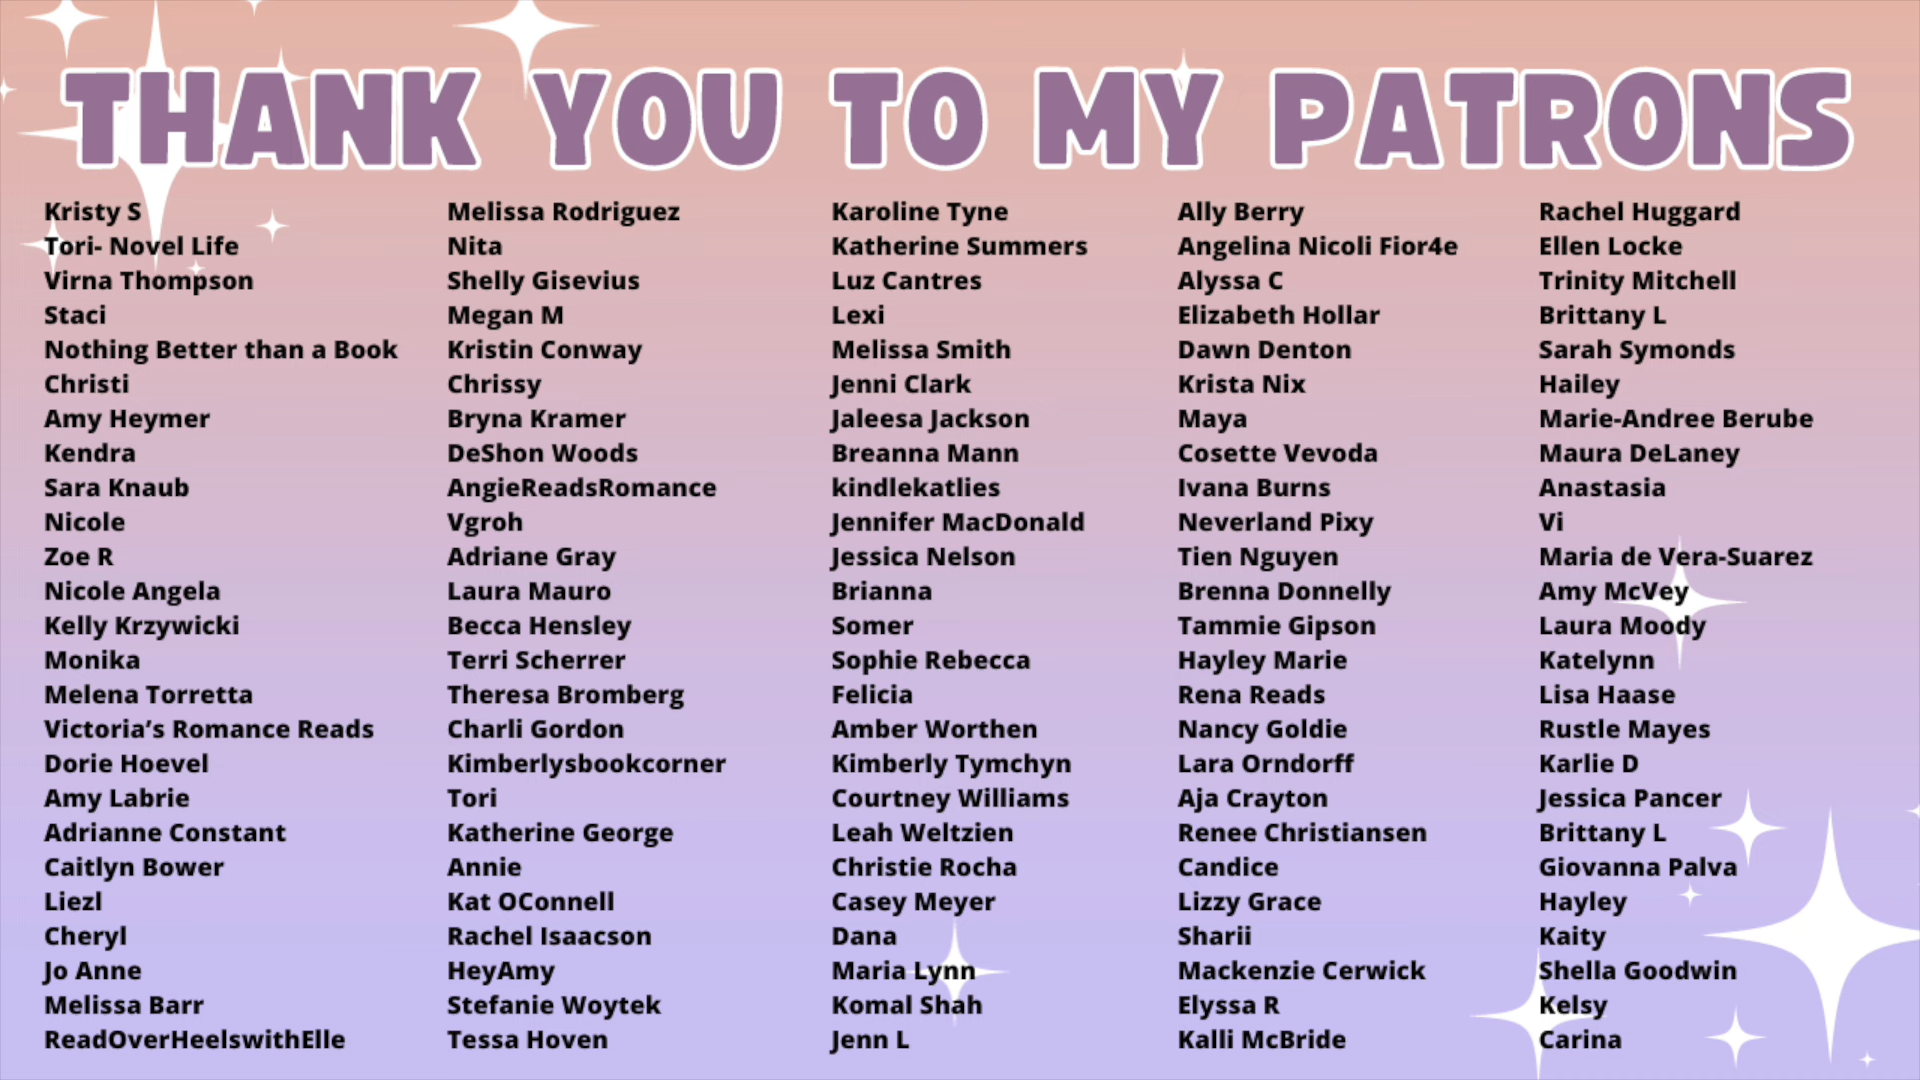 THANK YOU TO MY PATRONS
Kristy S
Tori- Novel Life
Virna Thompson
Staci
Nothing Better than a Book
Christi
Amy Heymer
Kendra
Sara Knaub
Nicole
Zoe R
Nicole Angela
Kelly Krzywicki
Monika
Melena Torretta
Victoria’s Romance Reads
Dorie Hoevel
Amy Labrie
Adrianne Constant
Caitlyn Bower
Liezl
Cheryl
Jo Anne
Melissa Barr
ReadOverHeelswithElle
Melissa Rodriguez
Nita
Shelly Gisevius
Megan M
Kristin Conway
Chrissy
Bryna Kramer
DeShon Woods
AngieReadsRomance
Vgroh
Adriane Gray
Laura Mauro
Becca Hensley
Terri Scherrer
Theresa Bromberg
Charli Gordon
Kimberlysbookcorner
Tori
Katherine George
Annie
Kat OConnell
Rachel Isaacson
HeyAmy
Stefanie Woytek
Tessa Hoven
Karoline Tyne
Katherine Summers
Luz Cantres
Lexi
Melissa Smith
Jenni Clark
Jaleesa Jackson
Breanna Mann
kindlekatlies
Jennifer MacDonald
Jessica Nelson
Brianna
Somer
Sophie Rebecca
Felicia
Amber Worthen
Kimberly Tymchyn
Courtney Williams
Leah Weltzien
Christie Rocha
Casey Meyer
Dana
Maria Lynn
Komal Shah
Jenn L
Ally Berry
Angelina Nicoli Fior4e
Alyssa C
Elizabeth Hollar
Dawn Denton
Krista Nix
Maya
Cosette Vevoda
Ivana Burns
Neverland Pixy
Tien Nguyen
Brenna Donnelly
Tammie Gipson
Hayley Marie
Rena Reads
Nancy Goldie
Lara Orndorff
Aja Crayton
Renee Christiansen
Candice
Lizzy Grace
Sharii
Mackenzie Cerwick
Elyssa R
Kalli McBride
Rachel Huggard
Ellen Locke
Trinity Mitchell
Brittany L
Sarah Symonds
Hailey
Marie-Andree Berube
Maura DeLaney
Anastasia
Vi
Maria de Vera-Suarez
Amy McVey
Laura Moody
Katelynn
Lisa Haase
Rustle Mayes
Karlie D
Jessica Pancer
Brittany L
Giovanna Palva
Hayley
Kaity
Shella Goodwin
Kelsy
Carina